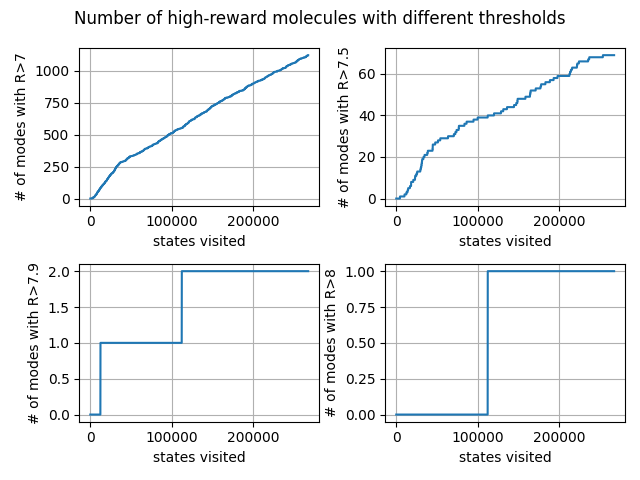 Number of high-reward molecules with different thresholds
# of modes with R>7
1000
750
500
250
0
0 100000 200000
states visited
# of modes with R>7.5
60
40
20
0
0 100000 200000
states visited
# of modes with R>7.9
2.0
1.5
1.0
0.5
0.0
0 100000 200000
states visited
# of modes with R>8
1.00
0.75
0.50
0.25
0.00
0 100000 200000
states visited